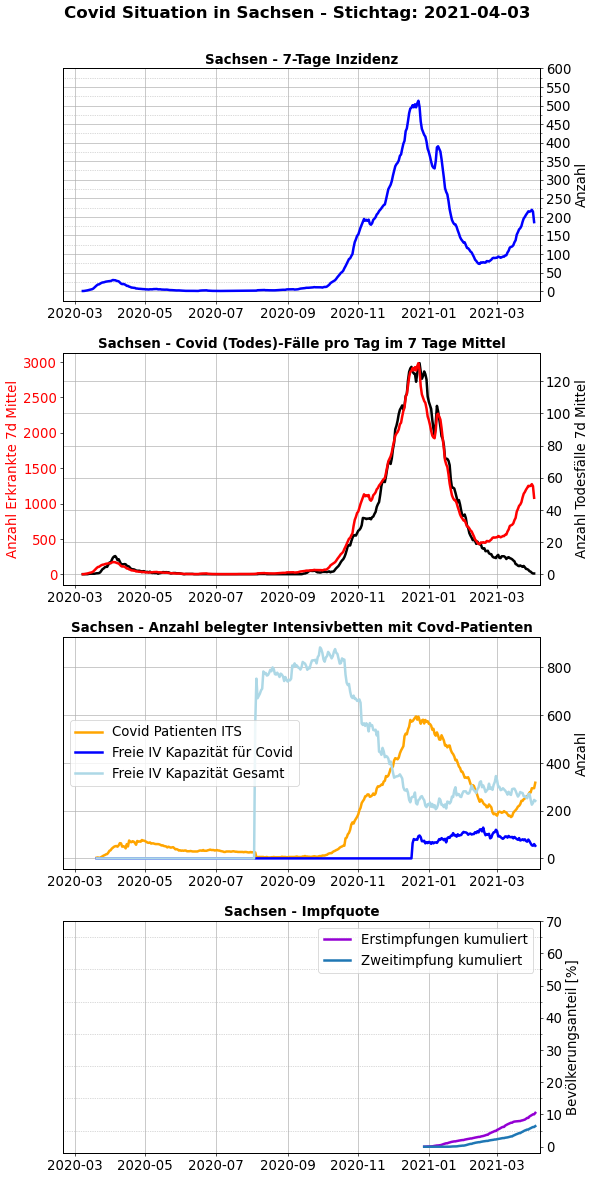 Covid Situation in Sachsen - Stichtag: 2021-04-03
Sachsen - 7-Tage Inzidenz
600
550
500
450
400
350
300
250
200
150
100
50
0
Anzahl
2020-03 2020-05 2020-07 2020-09 2020-11 2021-01 2021-03
Sachsen - Covid (Todes)-Fälle pro Tag im 7 Tage Mittel
Anzahl Erkrankte 7d Mittel
3000
2500
2000
1500
1000
500
0
120
100
80
60
40
20
0
Anzahl Todesfälle 7d Mittel
2020-03 2020-05 2020-07 2020-09 2020-11 2021-01 2021-03
Sachsen - Anzahl belegter Intensivbetten mit Covd-Patienten
Covid Patienten ITS
Freie IV Kapazität für Covid
Freie IV Kapazität Gesamt
800
600
400
200
0
Anzahl
2020-03 2020-05 2020-07 2020-09 2020-11 2021-01 2021-03
Sachsen - Impfquote
Erstimpfungen kumuliert
Zweitimpfung kumuliert
70
60
50
40
30
20
10
0
Bevölkerungsanteil [%]
2020-03 2020-05 2020-07 2020-09 2020-11 2021-01 2021-03